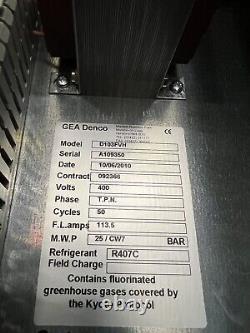 GEA Denco
Model D103FVH
Serial A109350
Date 10/06/2010
Contract 092366
Volts 400
Phase T.P.N.
Cycles 50
F.L.amps 113.5
M.W.P 25 / CW7 BAR
Refrigerant R407C
Field Charge
Contains fluorinated
greenhouse gases covered by
the Kyoto Protocol